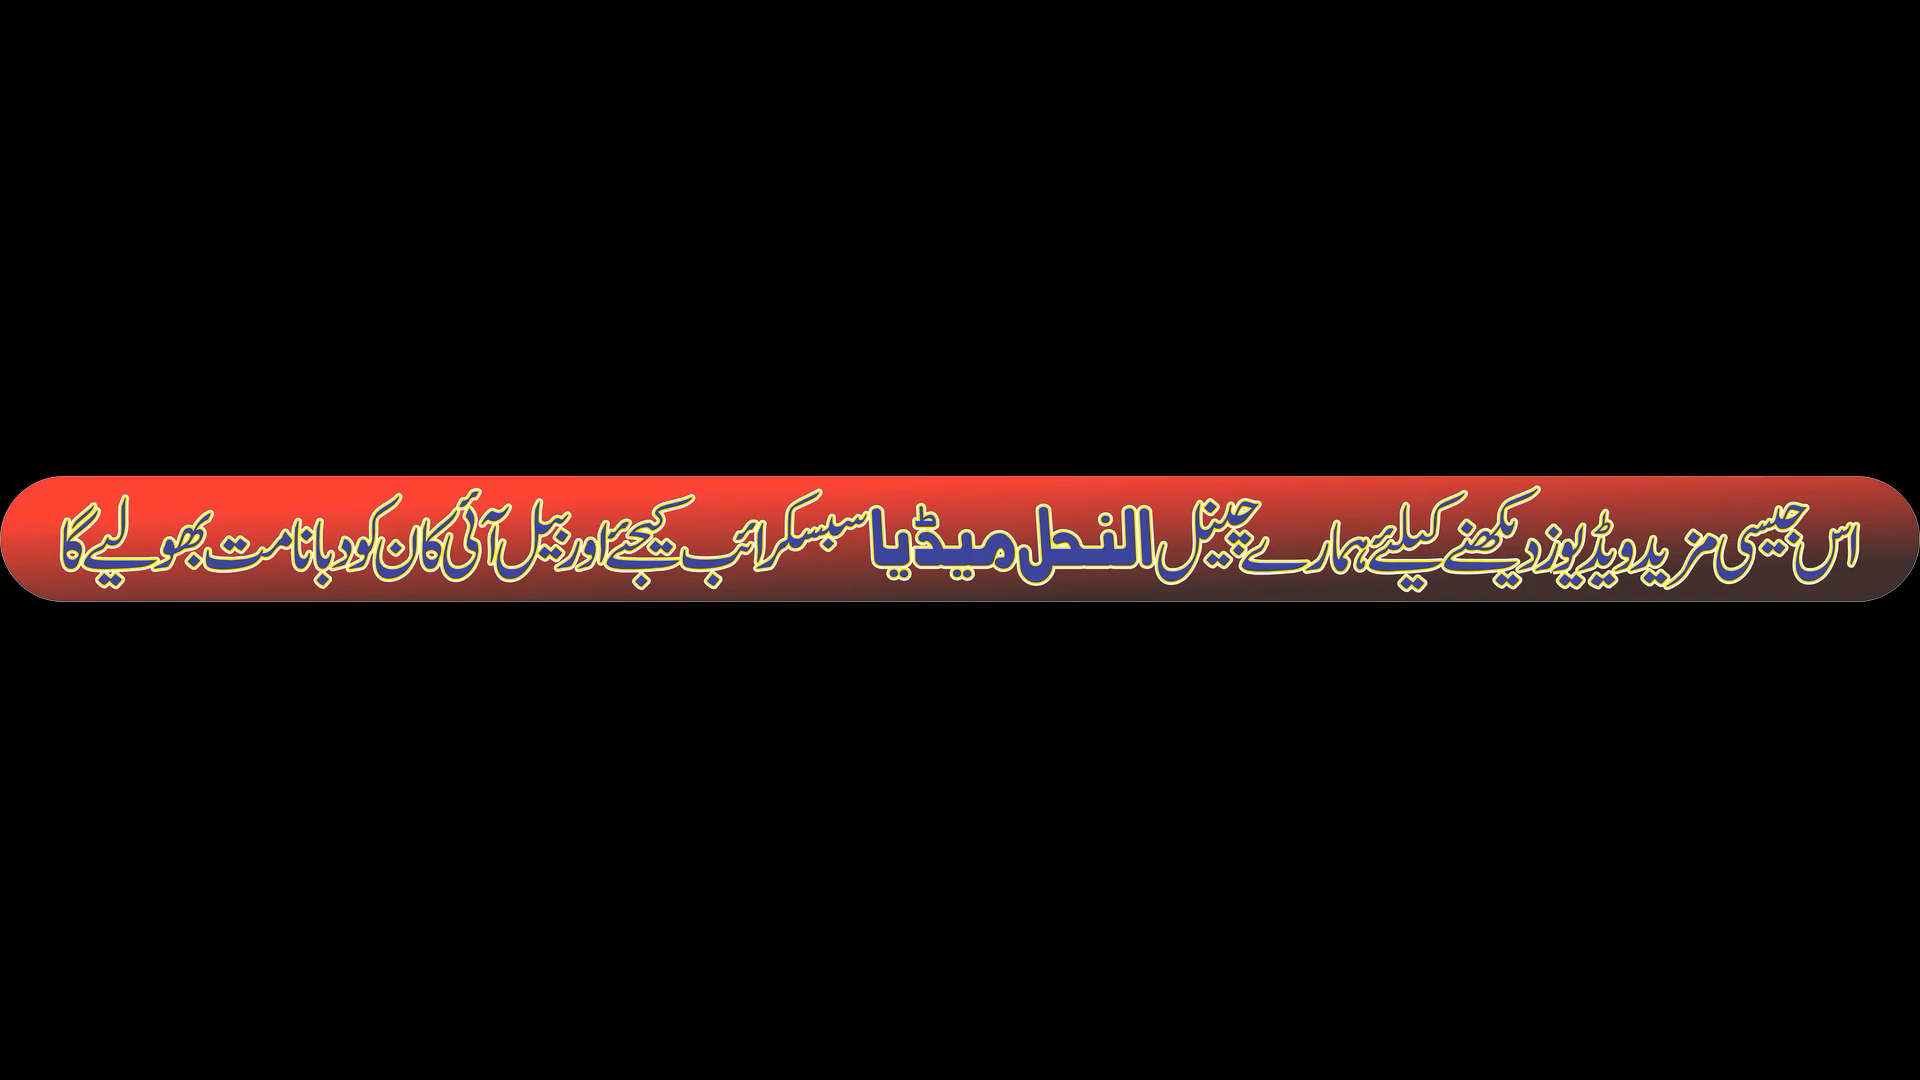 اس جیسی مزید ویڈیوز دیکھنے کیلئے ہمارے چینل النحل میڈیا سبسکرائب کیجئے اور بیل آئی کان کو دبانا مت بھولیے گا